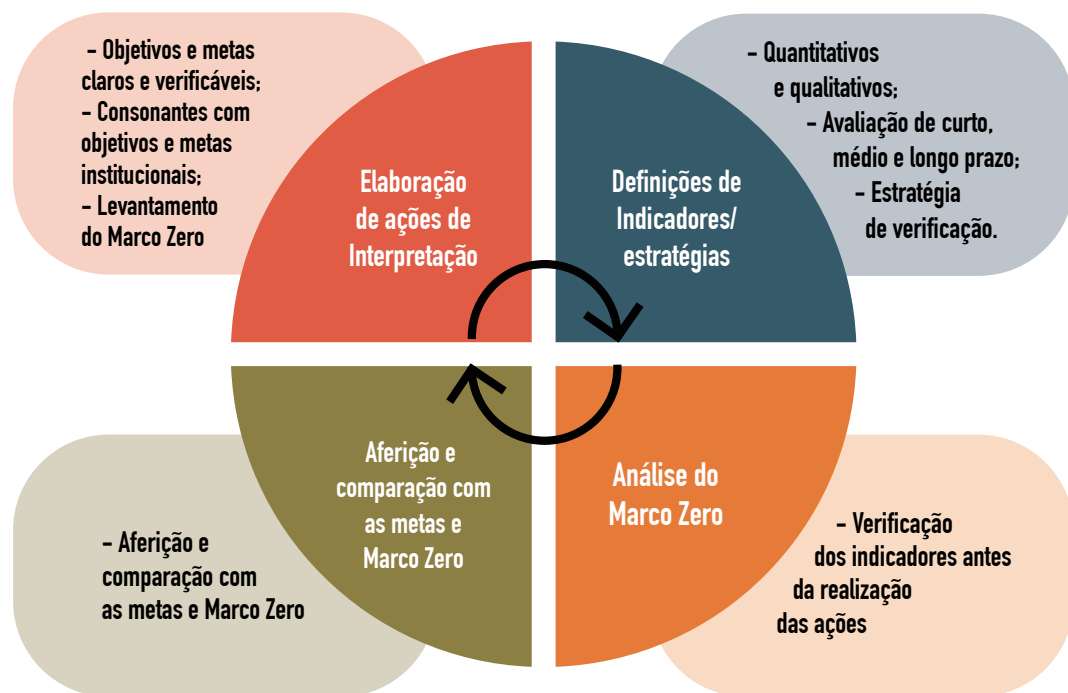 – Objetivos e metas
claros e verificáveis;
– Consonantes com
objetivos e metas
institucionais;
– Levantamento
do Marco Zero
Elaboração
de ações de
Interpretação
Definições de
Indicadores/
estratégias
– Quantitativos
e qualitativos;
– Avaliação de curto,
médio e longo prazo;
– Estratégia
de verificação.
– Aferição e
comparação com
as metas e Marco Zero
Aferição e
comparação com
as metas e
Marco Zero
Análise do
Marco Zero
– Verificação
dos indicadores antes
da realização
das ações